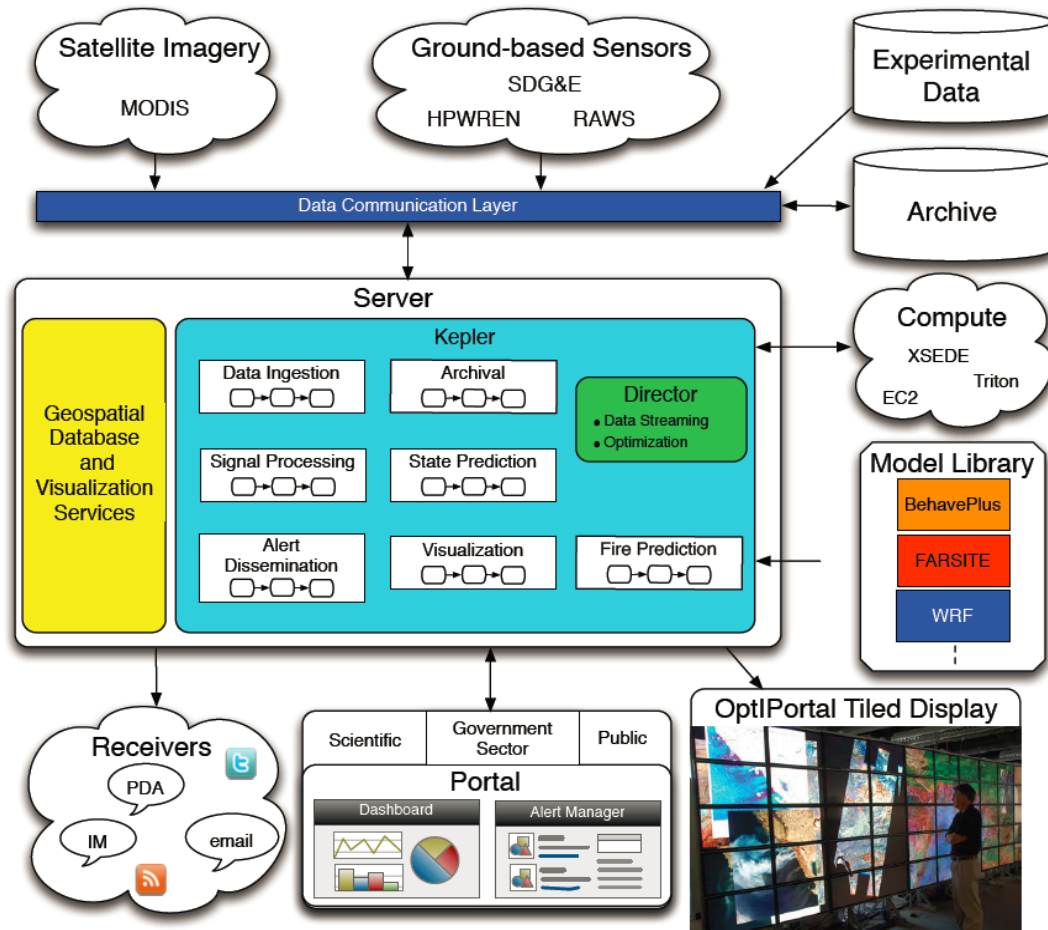 Satellite Imagery
MODIS
Ground-based Sensors
SDG&E
HPWREN RAWS
Experimental
Data
Data Communication Layer
Archive
Server
Geospatial
Database
and
Visualization
Services
Kepler
Data Ingestion
Archival
Director
• Data Streaming
• Optimization
Signal Processing
State Prediction
Alert
Dissemination
Visualization
Fire Prediction
Compute
XSEDE
Triton
EC2
Model Library
BehavePlus
FARSITE
WRF
Receivers
PDA
IM
email
Scientific
Government
Sector
Public
Portal
Dashboard
Alert Manager
OptIPortal Tiled Display